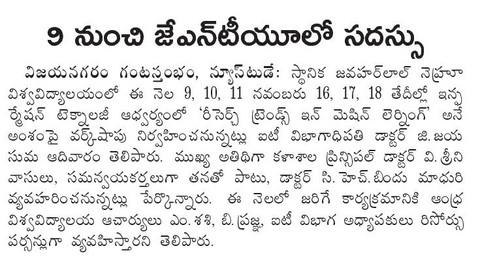 9 నుంచి జేఎన్‌టీయూలో సదస్సు
విజయనగరం గంటస్తంభం, న్యూస్‌టుడే: స్థానిక జవహర్‌లాల్ నెహ్రూ
విశ్వవిద్యాలయంలో ఈ నెల 9, 10, 11 నవంబరు 16, 17, 18 తేదీల్లో ఇన్ఫ
ర్మేషన్ టెక్నాలజీ ఆధ్వర్యంలో 'రీసెర్చ్ ట్రెండ్స్ ఇన్ మెషిన్ లెర్నింగ్' అనే
అంశంపై వర్క్‌షాపు నిర్వహించనున్నట్లు ఐటీ విభాగాధిపతి డాక్టర్ జి.జయ
సుమ ఆదివారం తెలిపారు. ముఖ్య అతిథిగా కళాశాల ప్రిన్సిపల్ డాక్టర్ వి.శ్రీని
వాసులు, సమన్వయకర్తలుగా తనతో పాటు, డాక్టర్ సి.హెచ్.బిందు మాధురి
వ్యవహరించనున్నట్లు పేర్కొన్నారు. ఈ నెలలో జరిగే కార్యక్రమానికి ఆంధ్ర
విశ్వవిద్యాలయ ఆచార్యులు ఎం.శశి, బి.ప్రజ్ఞ, ఐటీ విభాగ అధ్యాపకులు రిసోర్సు
పర్సన్లుగా వ్యవహిస్తారని తెలిపారు.